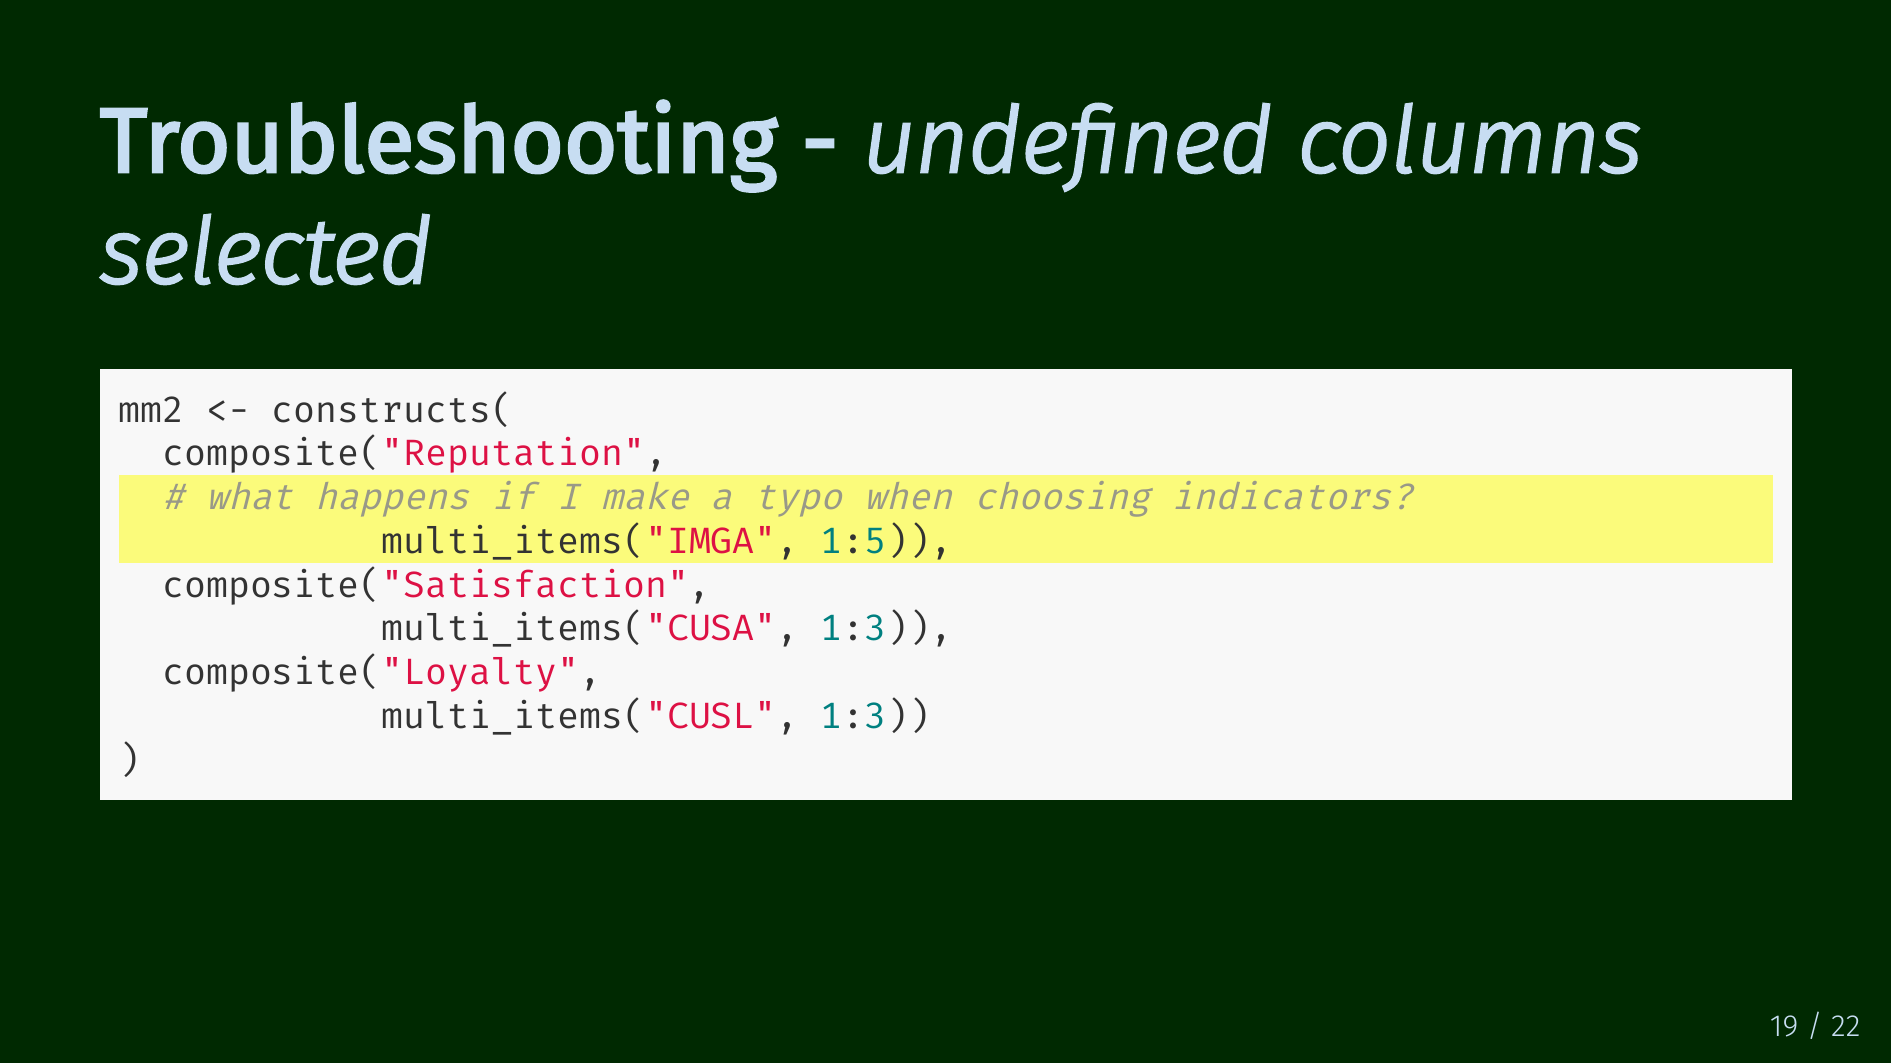 Troubleshooting - undefined columns
selected
mm2 <- constructs(
  composite("Reputation",
  # what happens if I make a typo when choosing indicators?
            multi_items("IMGA", 1:5)),
  composite("Satisfaction",
            multi_items("CUSA", 1:3)),
  composite("Loyalty",
            multi_items("CUSL", 1:3))
)
19 / 22